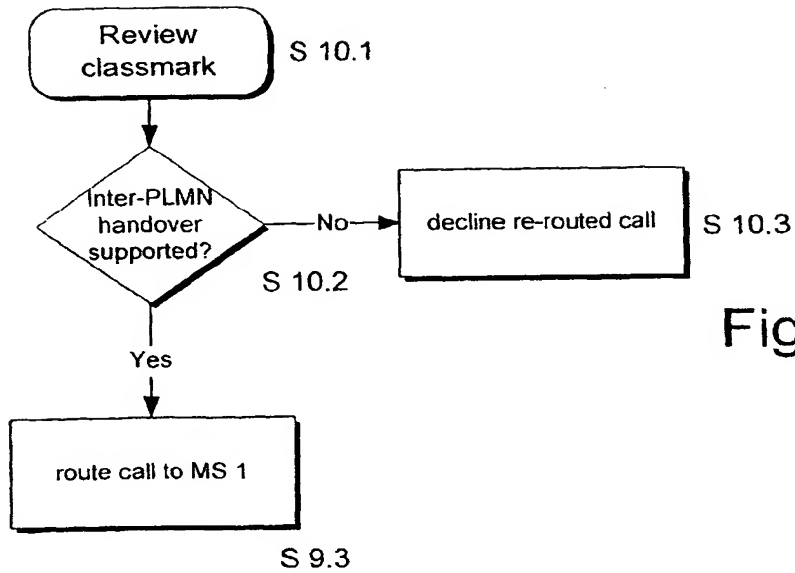 Review
classmark
S 10.1
Inter-PLMN
handover
supported?
No
decline re-routed call
S 10.3
S 10.2
Fig
Yes
route call to MS 1
S 9.3